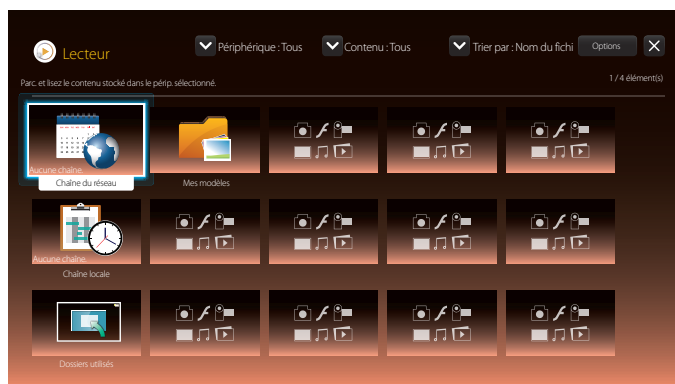 Lecteur
Périphérique : Tous
Contenu : Tous
Trier par : Nom du fichi
Options
Parc. et lisez le contenu stocké dans le périp. sélectionné.
1 / 4 élément(s)
Aucune chaîne.
Chaîne du réseau
Mes modèles
Aucune chaîne.
Chaîne locale
Dossiers utilisés